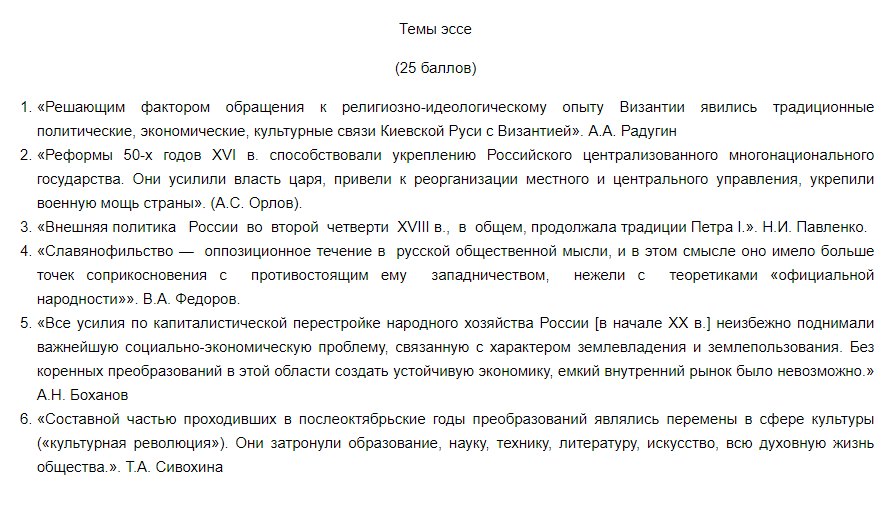 Темы эссе
(25 баллов)
1. «Решающим фактором обращения к религиозно-идеологическому опыту Византии явились традиционные
политические, экономические, культурные связи Киевской Руси с Византией». А.А. Радугин
2. «Реформы 50-х годов XVI в. способствовали укреплению Российского централизованного многонационального
государства. Они усилили власть царя, привели к реорганизации местного и центрального управления, укрепили
военную мощь страны». (А.С. Орлов).
3. «Внешняя политика России во второй четверти XVIII в., в общем, продолжала традиции Петра I.». Н.И. Павленко.
4. «Славянофильство — оппозиционное течение в русской общественной мысли, и в этом смысле оно имело больше
точек соприкосновения с противостоящим ему западничеством, нежели с теоретиками «официальной
народности»». В.А. Федоров.
5. «Все усилия по капиталистической перестройке народного хозяйства России [в начале XX в.] неизбежно поднимали
важнейшую социально-экономическую проблему, связанную с характером землевладения и землепользования. Без
коренных преобразований в этой области создать устойчивую экономику, емкий внутренний рынок было невозможно.»
А.Н. Боханов
6. «Составной частью проходивших в послеоктябрьские годы преобразований являлись перемены в сфере культуры
(«культурная революция»). Они затронули образование, науку, технику, литературу, искусство, всю духовную жизнь
общества.». Т.А. Сивохина